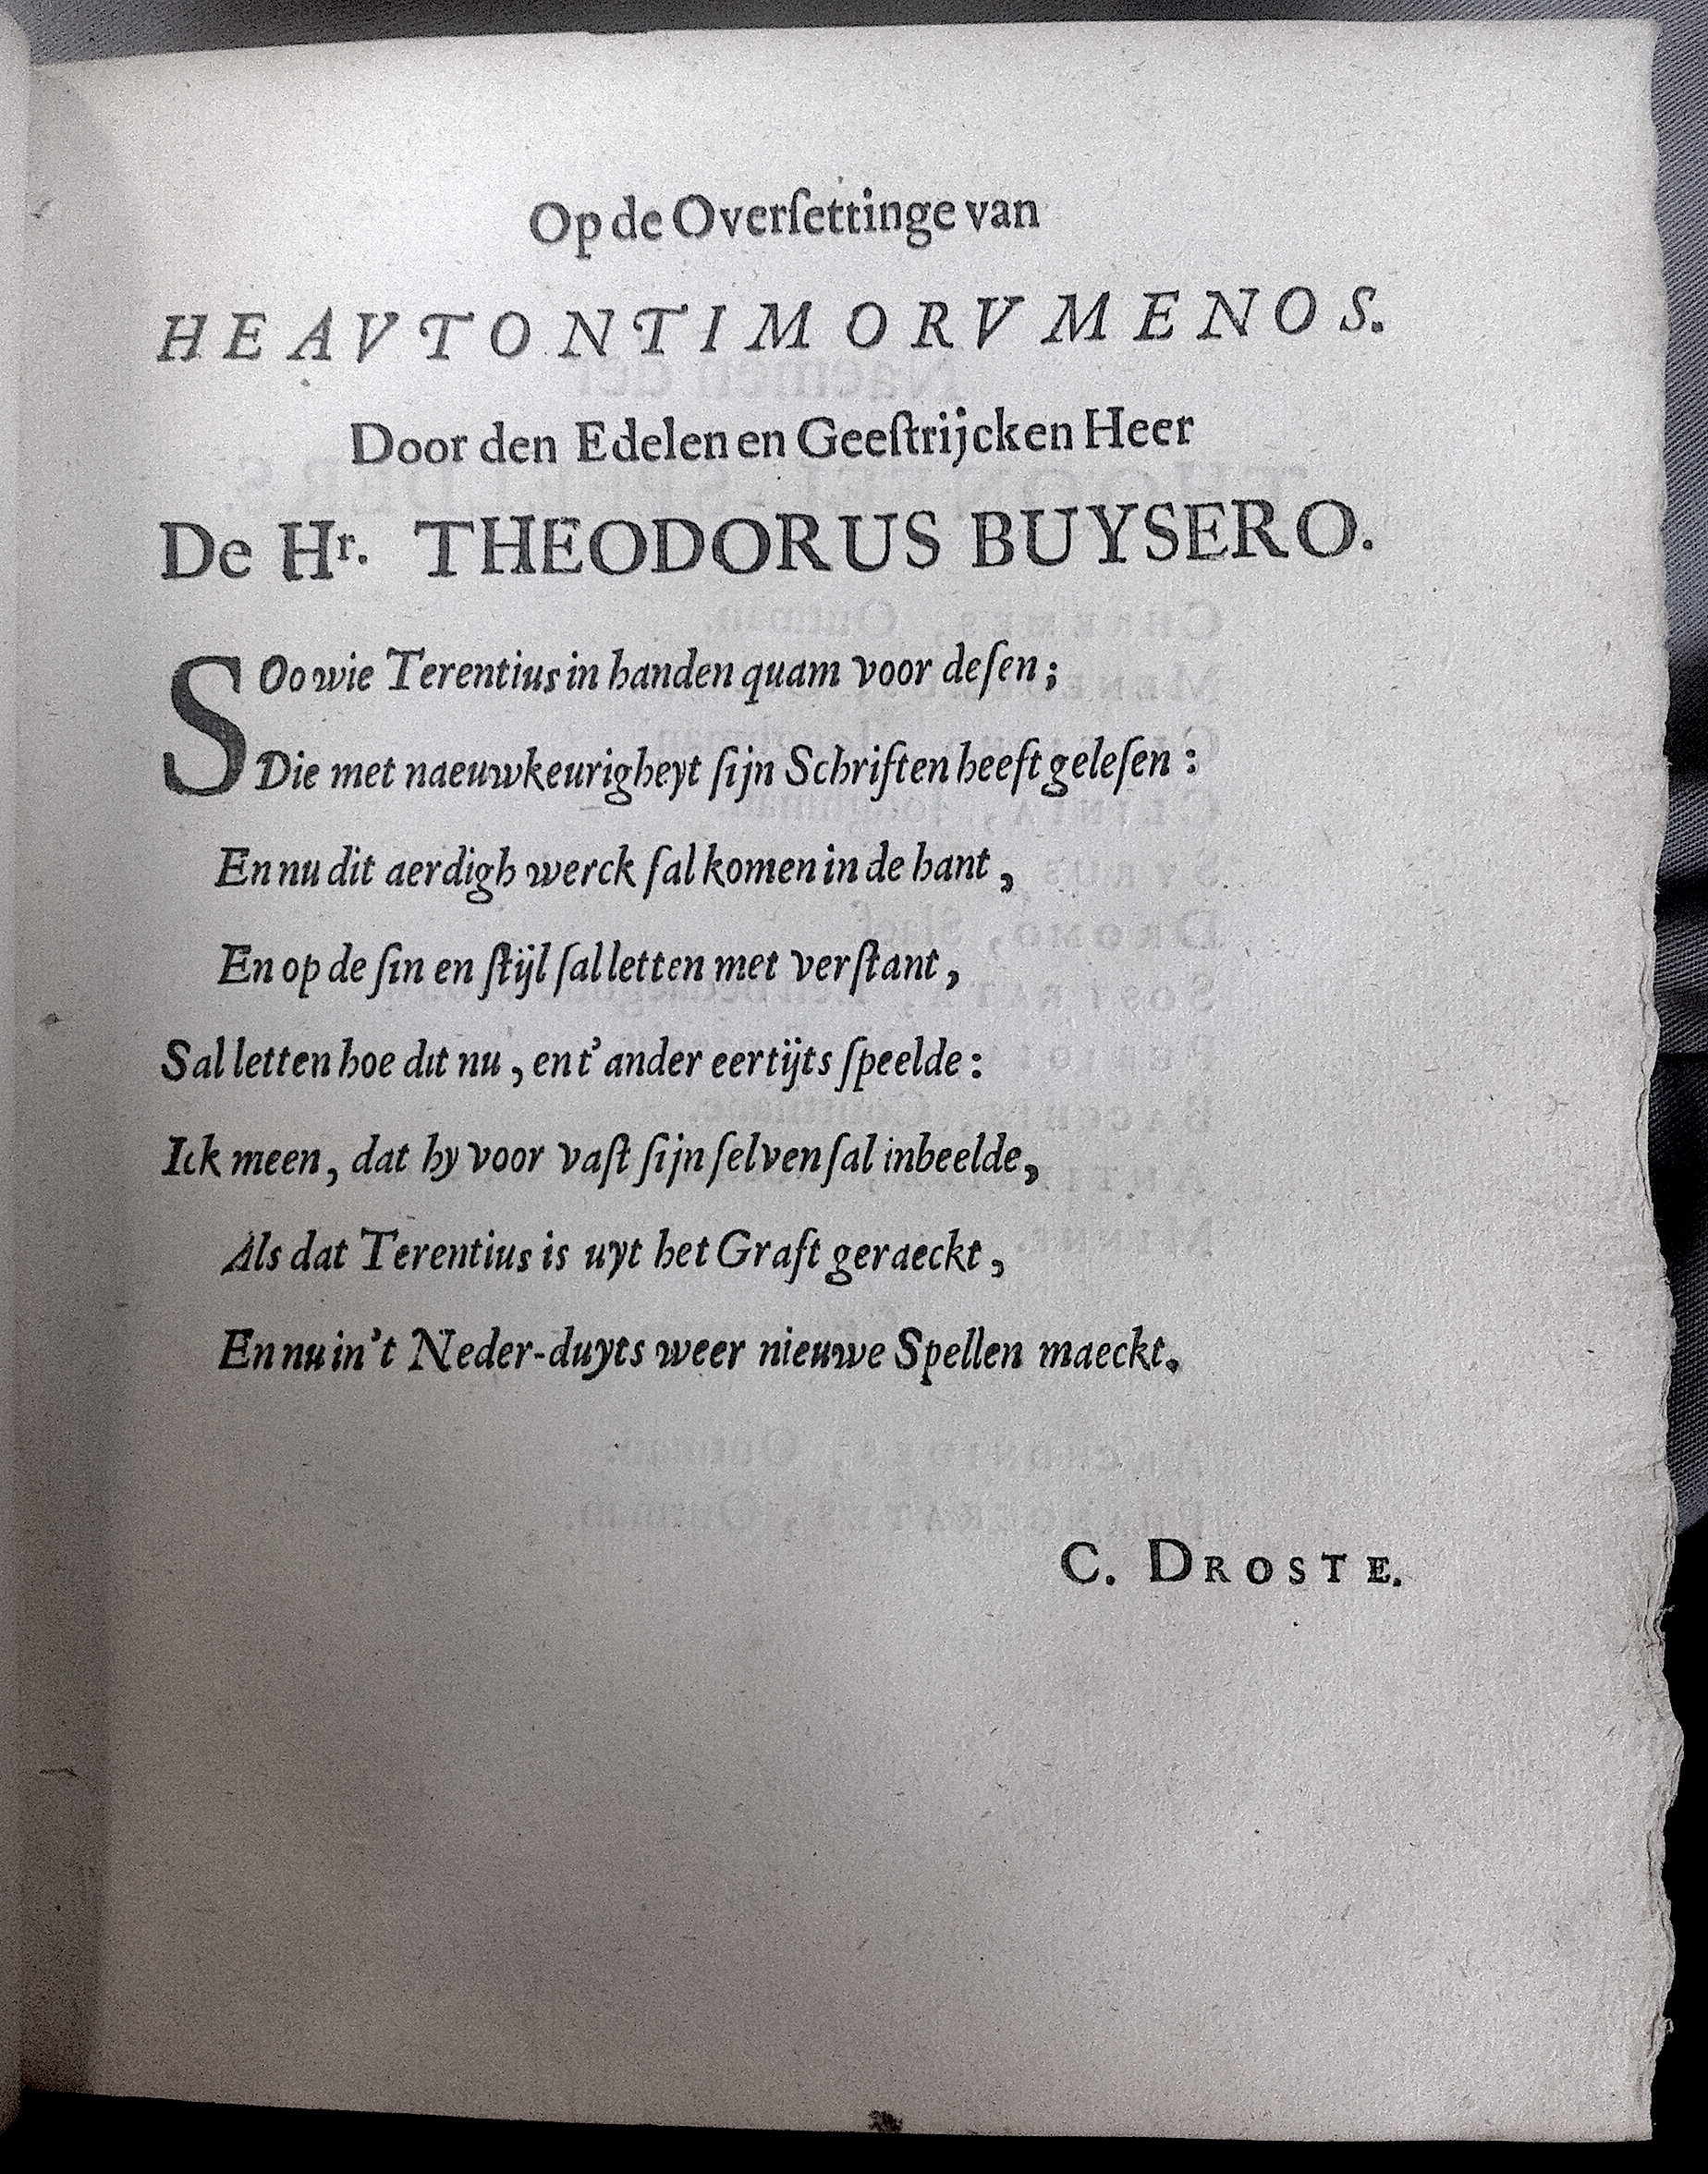 Op de Overſettinge van
HEAVTONTIMORVMENOS.
Door den Edelen en Geeſtrijcken Heer
De Hr. THEODORUS BUYSERO.
SOo wie Terentius in handen quam voor deſen;
Die met naeuwkeurigheyt ſijn Schriften heeft geleſen:
En nu dit aerdigh werck ſal komen in de hant,
En op de ſin en ſtijl ſal letten met verſtant,
Sal letten hoe dit nu, en t' ander eertijts ſpeelde:
Ick meen, dat hy voor vaſt ſijn ſelven ſal inbeelde,
Als dat Terentius is uyt het Graft geraeckt,
En nu in't Neder-duyts weer nieuwe Spellen maeckt.
C. DROSTE.